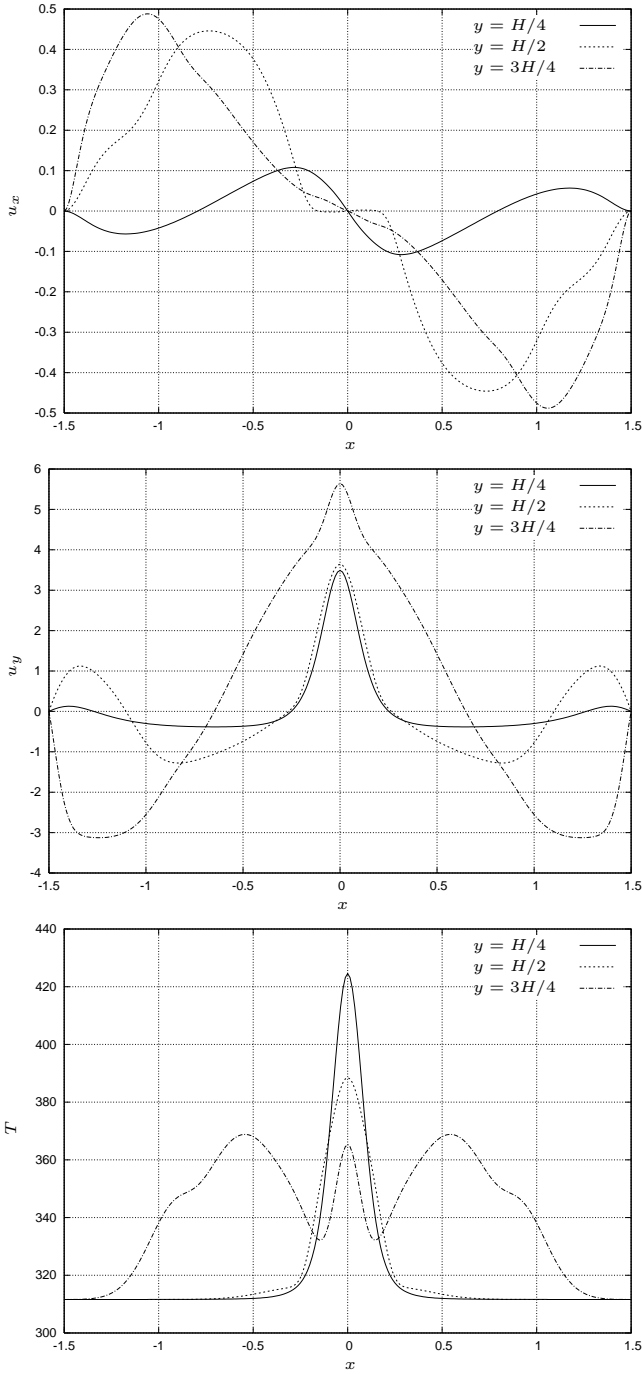 0.5
0.4
0.3
0.2
0.1
0
-0.1
-0.2
-0.3
-0.4
-0.5
-1.5 -1 -0.5 0 0.5 1 1.5
u_x
x
y = H/4
y = H/2
y = 3H/4
6
5
4
3
2
1
0
-1
-2
-3
-4
-1.5 -1 -0.5 0 0.5 1 1.5
u_y
x
y = H/4
y = H/2
y = 3H/4
440
420
400
380
360
340
320
300
-1.5 -1 -0.5 0 0.5 1 1.5
T
x
y = H/4
y = H/2
y = 3H/4